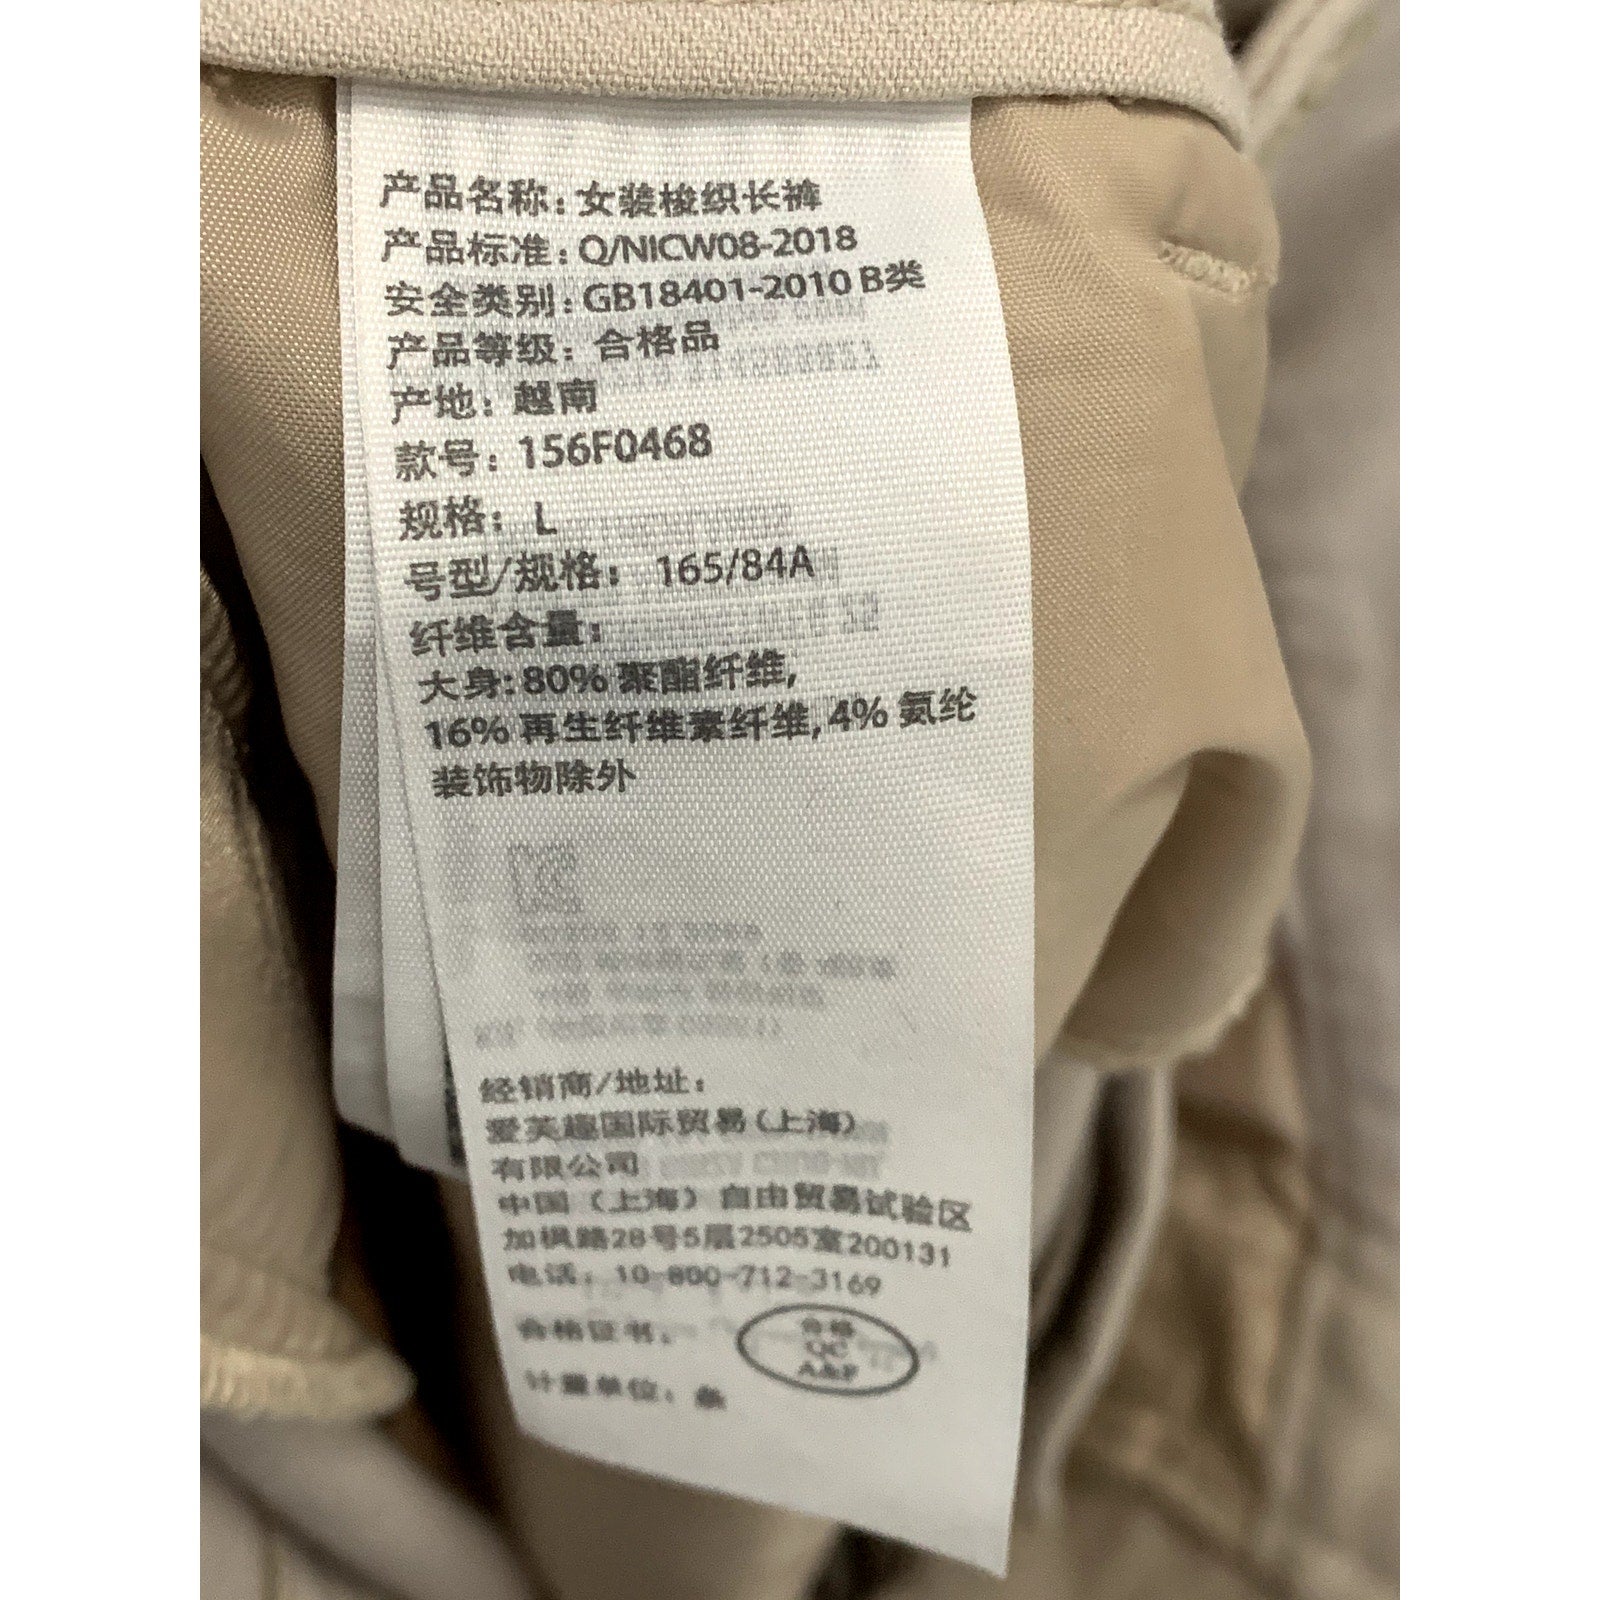 产品名称: 女装梭织长裤
产品标准: Q/NICW08-2018
安全类别: GB18401-2010 B类
产品等级: 合格品
产地: 越南
款号: 156F0468
规格: L
号型/规格: 165/84A
纤维含量:
大身: 80% 聚酯纤维,
16% 再生纤维素纤维, 4% 氨纶
装饰物除外
经销商/地址:
爱芙趣国际贸易(上海)
有限公司
中国 (上海) 自由贸易试验区
加枫路28号5层2505室200131
电话: 10-800-712-3169
合格证书:
合格
QC
A&F
计量单位: 条